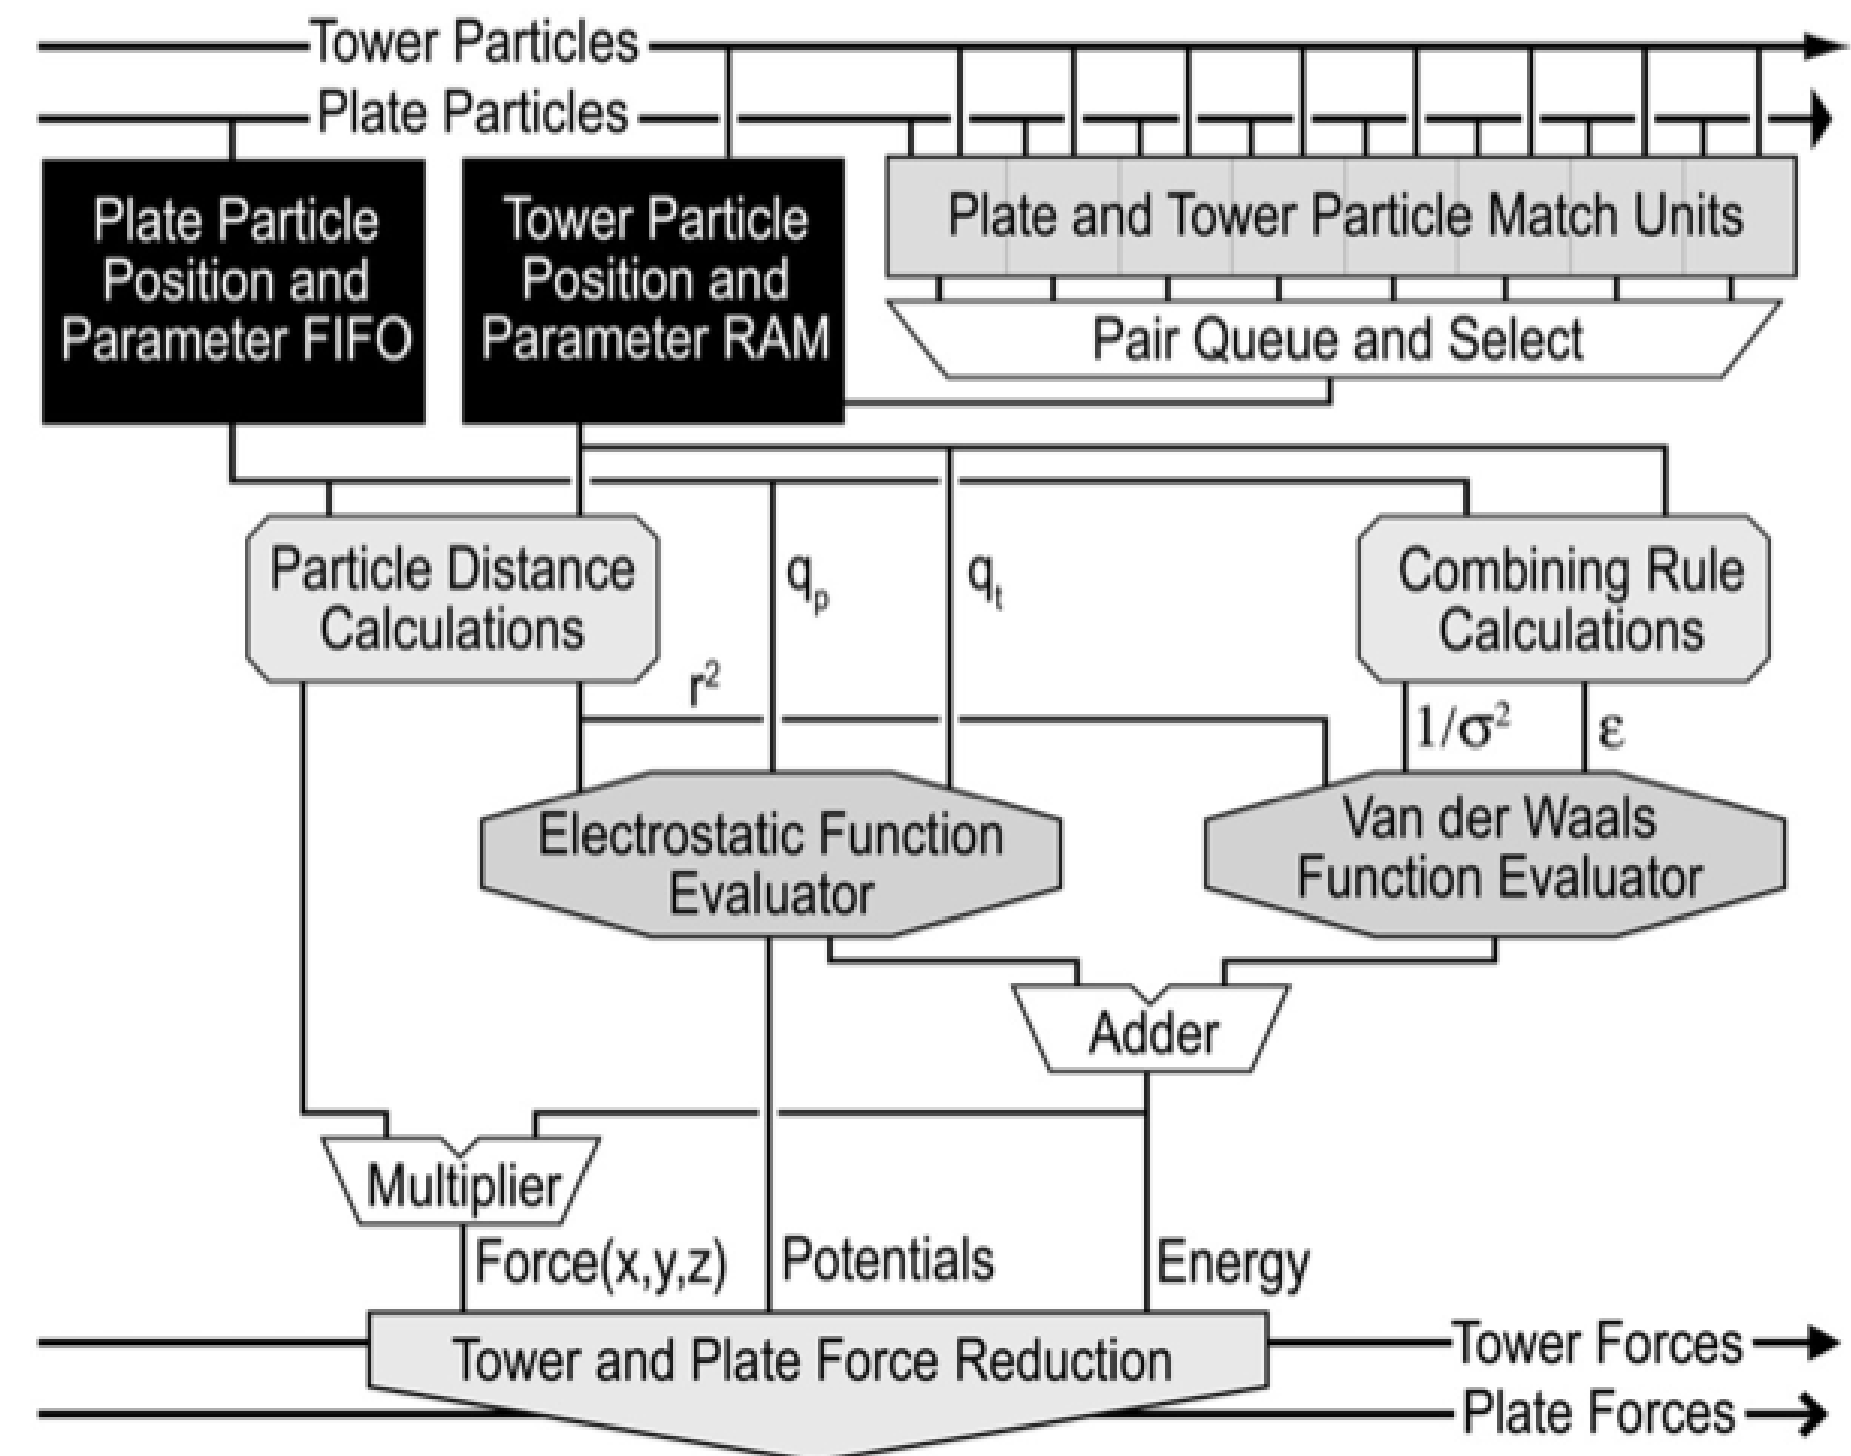 Tower Particles
Plate Particles
Plate Particle
Position and
Parameter FIFO
Tower Particle
Position and
Parameter RAM
Plate and Tower Particle Match Units
Pair Queue and Select
Particle Distance
Calculations
q_p
q_t
Combining Rule
Calculations
r²
1/σ²
ε
Electrostatic Function
Evaluator
Van der Waals
Function Evaluator
Adder
Multiplier
Force(x,y,z)
Potentials
Energy
Tower and Plate Force Reduction
Tower Forces
Plate Forces